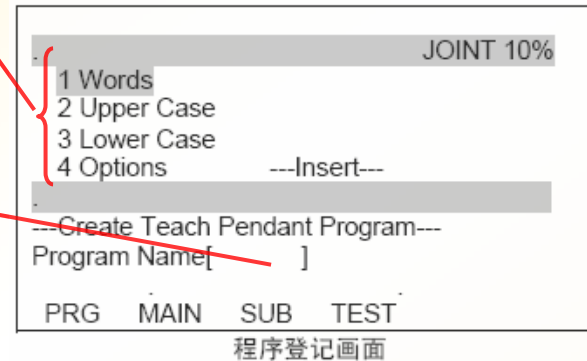 . JOINT 10%
1 Words
2 Upper Case
3 Lower Case
4 Options ---Insert---
.
---Create Teach Pendant Program---
Program Name[ ]
. .
PRG MAIN SUB TEST
程序登记画面